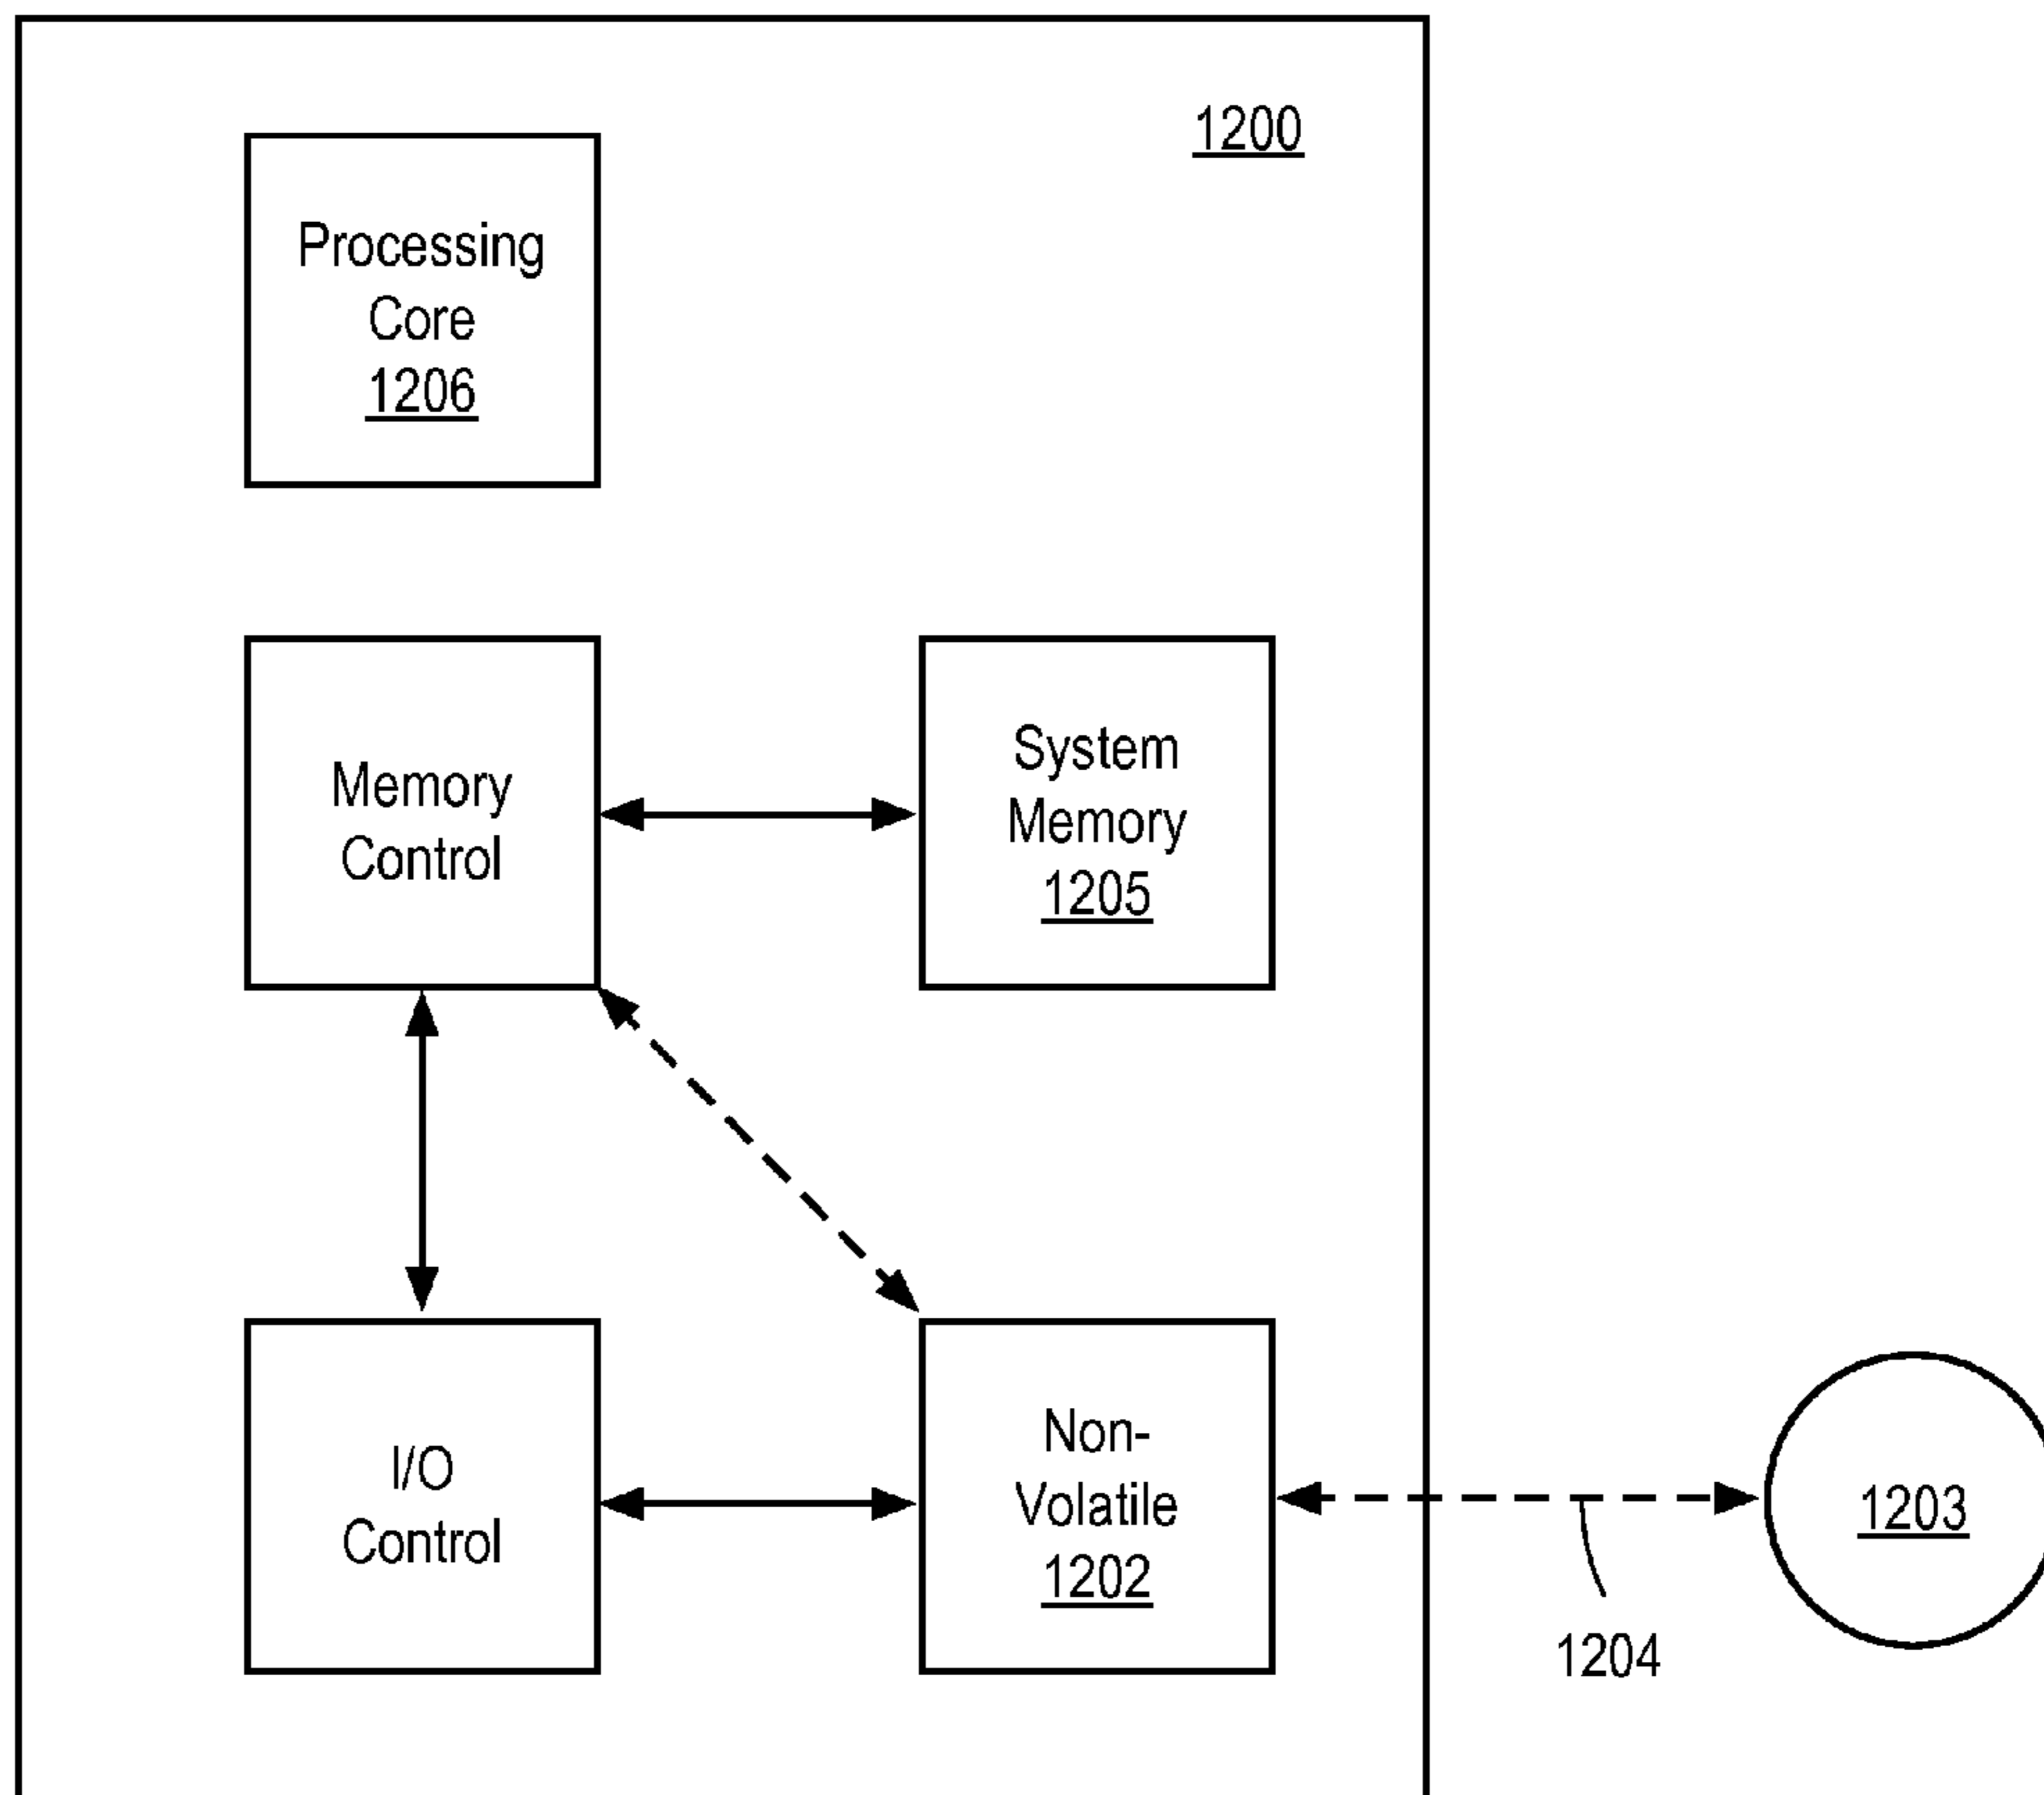 1200
Processing
Core
1206
Memory
Control
System
Memory
1205
I/O
Control
Non-
Volatile
1202
1203
1204